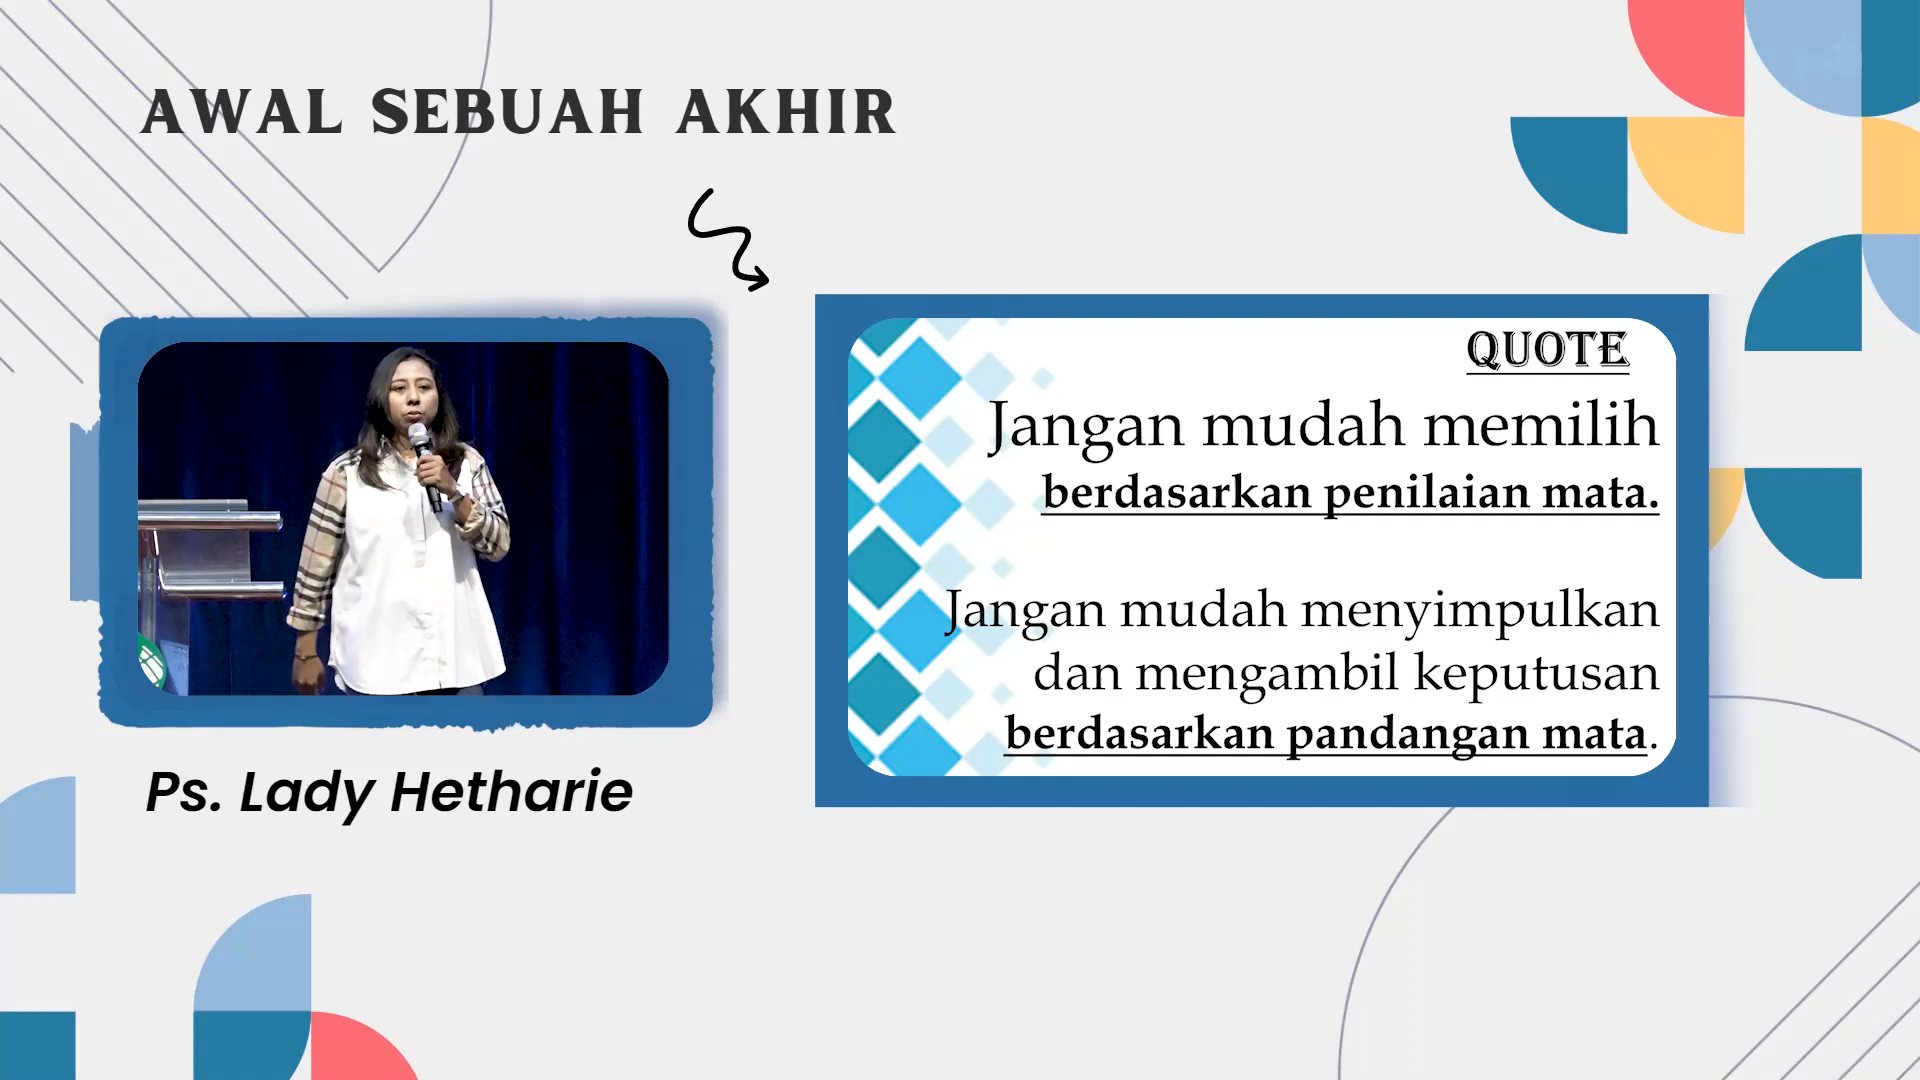 AWAL SEBUAH AKHIR
QUOTE
Jangan mudah memilih
berdasarkan penilaian mata.
Jangan mudah menyimpulkan
dan mengambil keputusan
berdasarkan pandangan mata.
Ps. Lady Hetharie